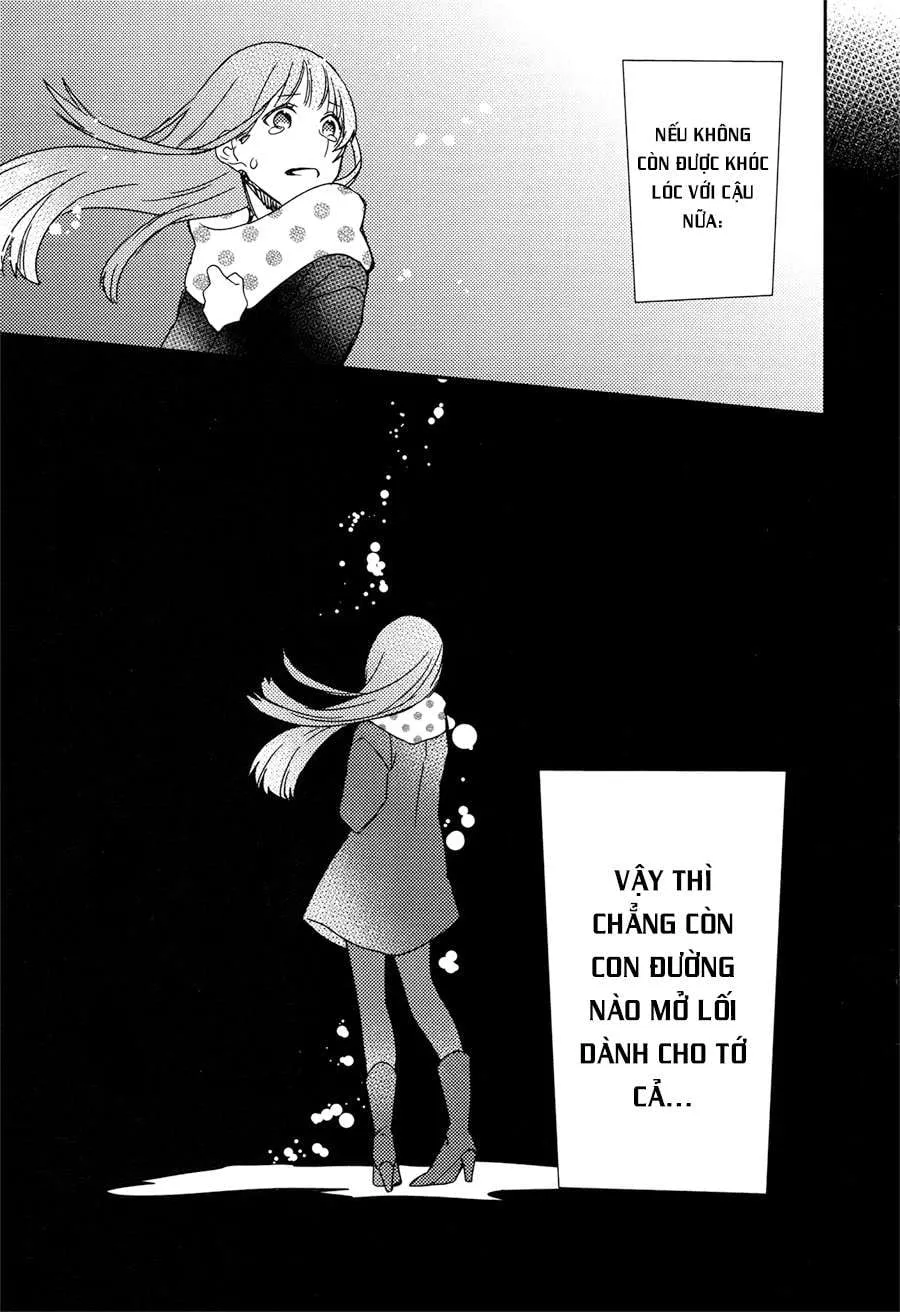 NẾU KHÔNG
CÒN ĐƯỢC KHÓC
LÓC VỚI CẬU
NỮA:
VẬY THÌ
CHẲNG CÒN
CON ĐƯỜNG
NÀO MỞ LỐI
DÀNH CHO TỚ
CẢ...